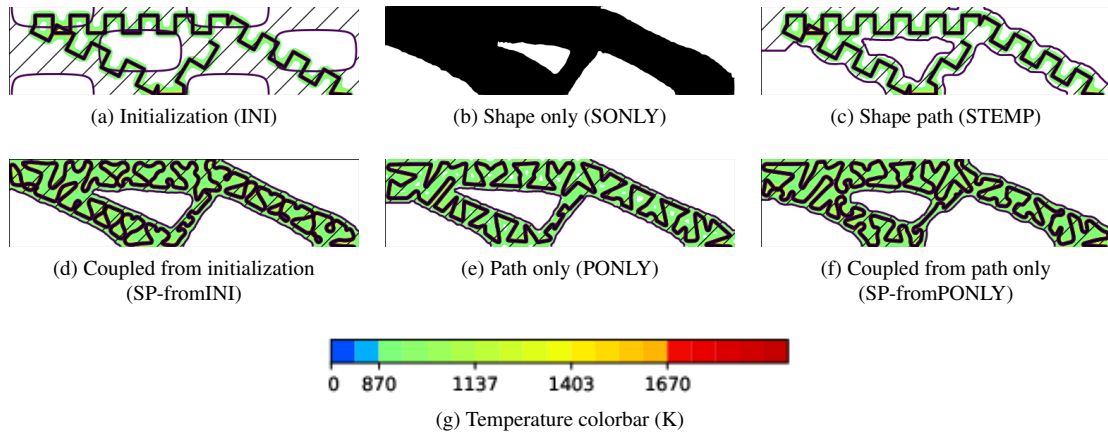 (a) Initialization (INI)
(b) Shape only (SONLY)
(c) Shape path (STEMP)
(d) Coupled from initialization
(SP-fromINI)
(e) Path only (PONLY)
(f) Coupled from path only
(SP-fromPONLY)
0 870 1137 1403 1670
(g) Temperature colorbar (K)